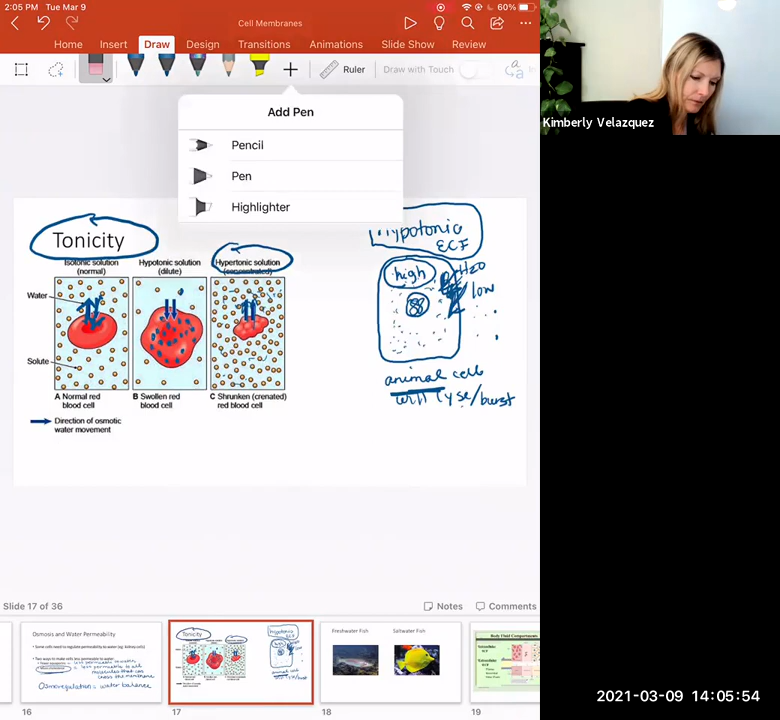 2:05 PM Tue Mar 9
60%
Cell Membranes
Home Insert Draw Design Transitions Animations Slide Show Review
Ruler
Draw with Touch
Add Pen
Pencil
Pen
Highlighter
Tonicity
Isotonic solution
(normal)
Hypotonic solution
(dilute)
Hypertonic solution
(concentrated)
Water
Solute
A Normal red
blood cell
B Swollen red
blood cell
C Shrunken (crenated)
red blood cell
Direction of osmotic
water movement
Hypotonic
ECF
high
H2O
low
animal cell
will lyse/burst
Kimberly Velazquez
Slide 17 of 36
Notes
Comments
Osmosis and Water Permeability
Osmoregulation = water balance
16
Tonicity
17
Freshwater Fish
Saltwater Fish
18
Body Fluid Compartments
19
2021-03-09 14:05:54